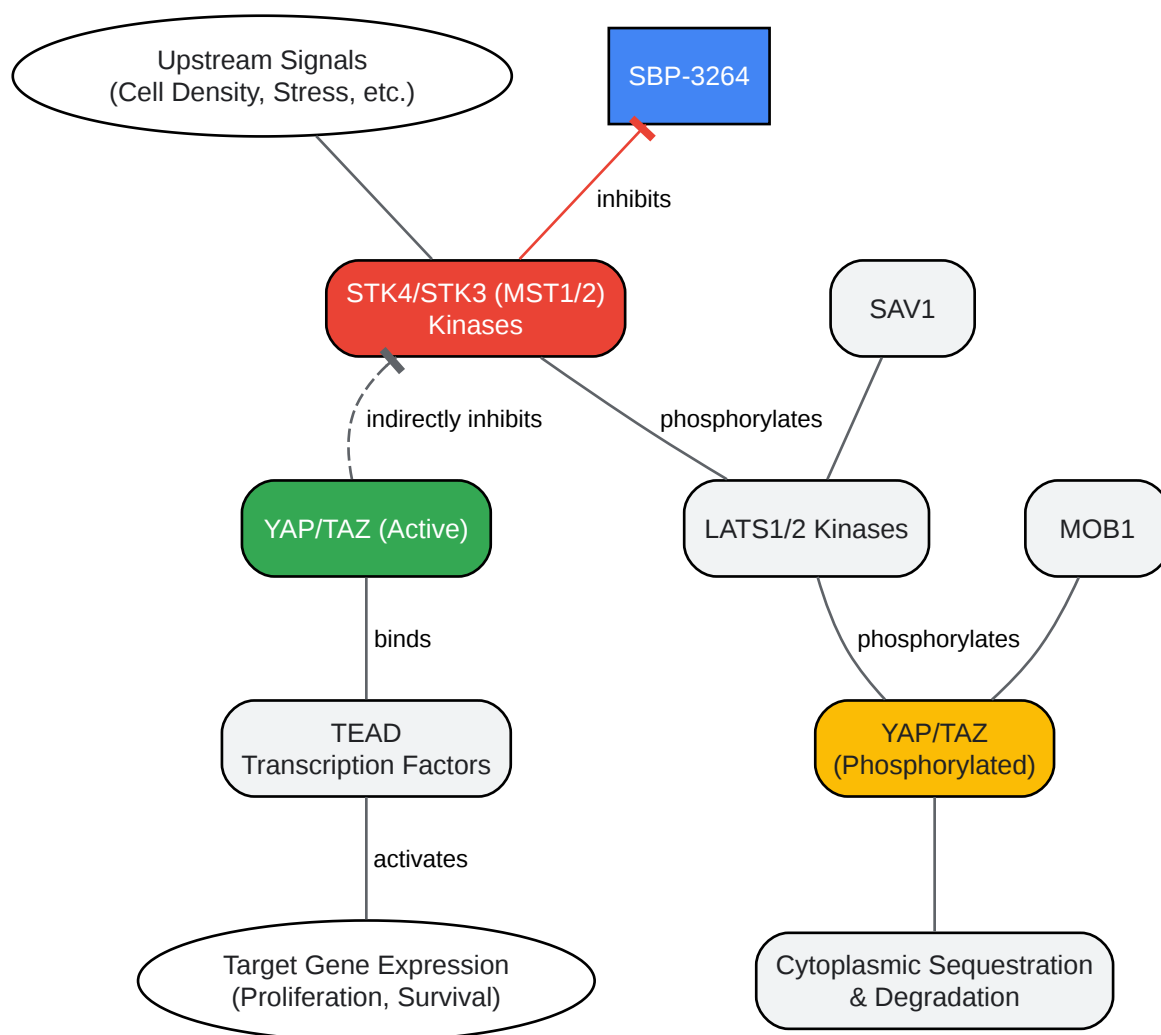 Upstream Signals
(Cell Density, Stress, etc.)
SBP-3264
inhibits
STK4/STK3 (MST1/2)
Kinases
SAV1
indirectly inhibits
phosphorylates
YAP/TAZ (Active)
LATS1/2 Kinases
MOB1
binds
phosphorylates
TEAD
Transcription Factors
YAP/TAZ
(Phosphorylated)
activates
Target Gene Expression
(Proliferation, Survival)
Cytoplasmic Sequestration
& Degradation